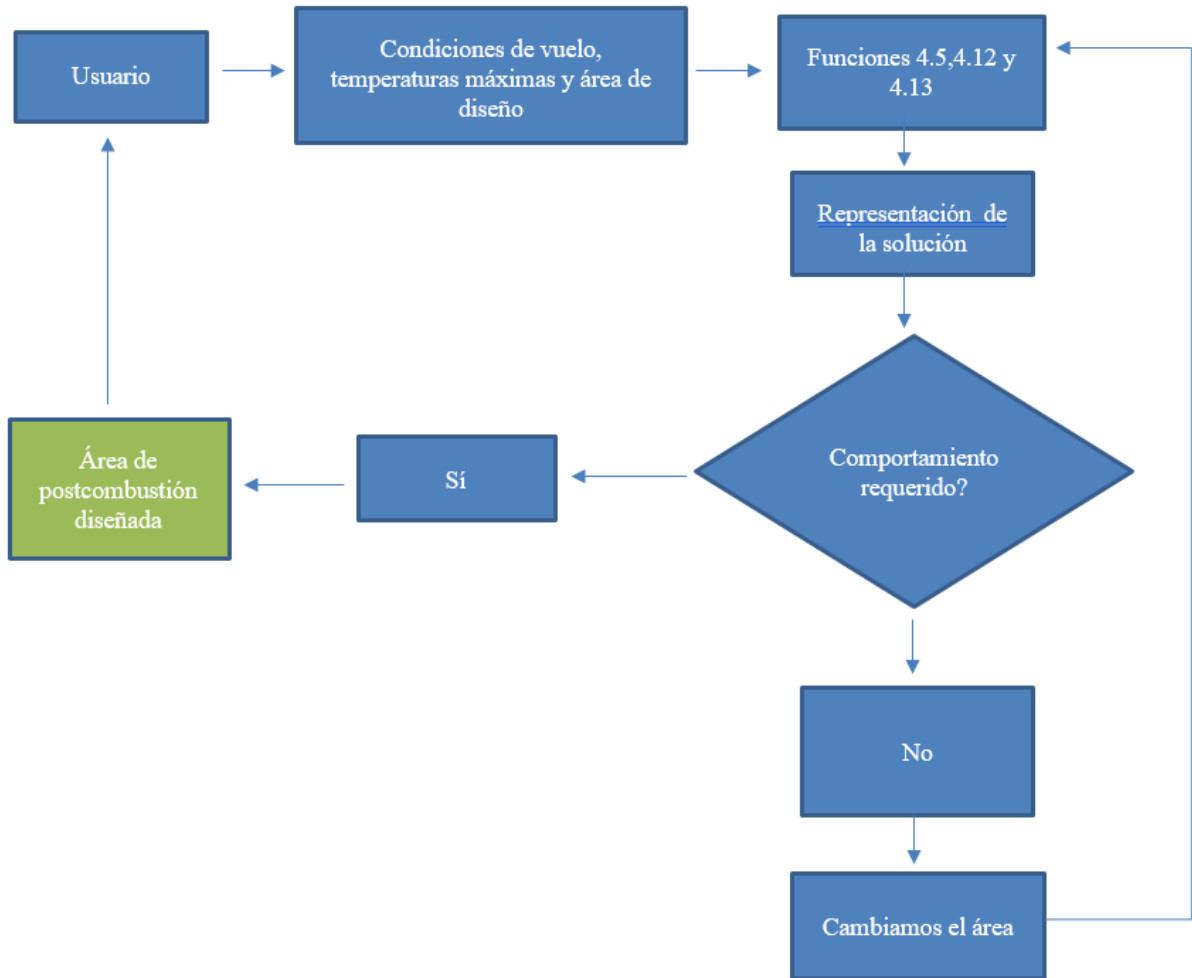 Usuario
Condiciones de vuelo,
temperaturas máximas y área de
diseño
Funciones 4.5,4.12 y
4.13
Representación de
la solución
Comportamiento
requerido?
Sí
Área de
postcombustión
diseñada
No
Cambiamos el área